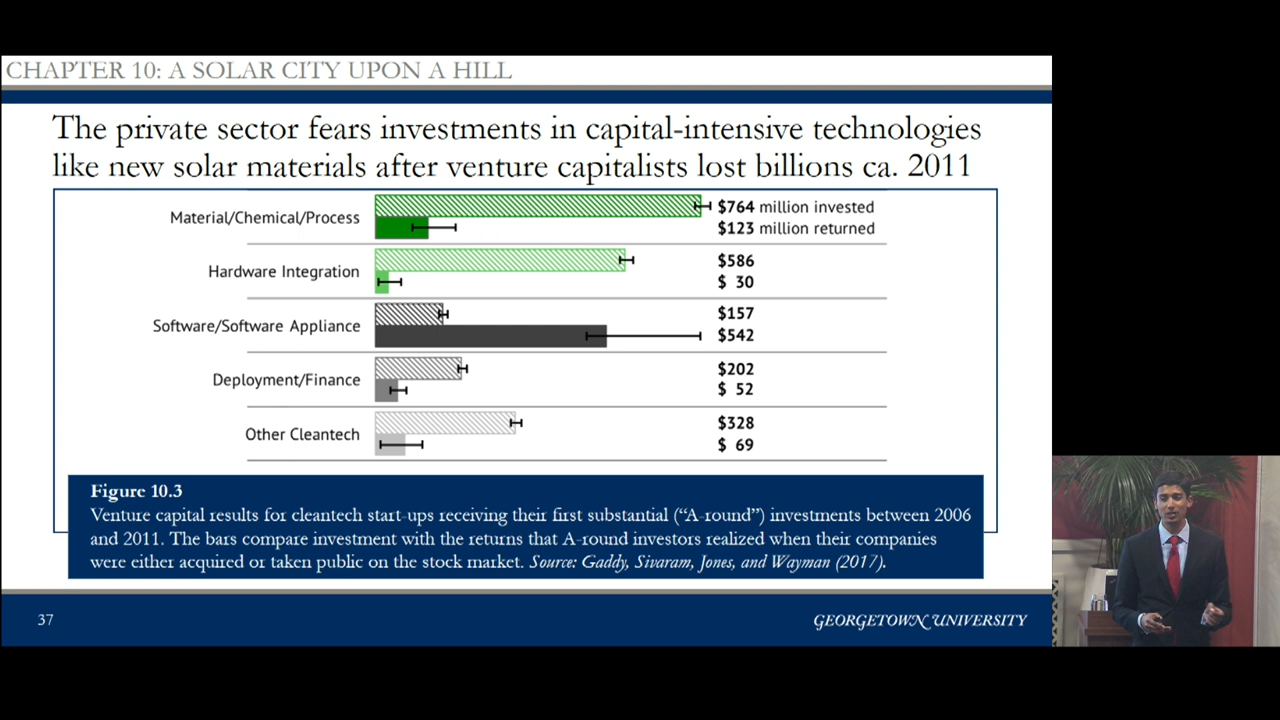 CHAPTER 10: A SOLAR CITY UPON A HILL
The private sector fears investments in capital-intensive technologies
like new solar materials after venture capitalists lost billions ca. 2011
Material/Chemical/Process
$764 million invested
$123 million returned
Hardware Integration
$586
$ 30
Software/Software Appliance
$157
$542
Deployment/Finance
$202
$ 52
Other Cleantech
$328
$ 69
Figure 10.3
Venture capital results for cleantech start-ups receiving their first substantial (“A-round”) investments between 2006
and 2011. The bars compare investment with the returns that A-round investors realized when their companies
were either acquired or taken public on the stock market. Source: Gaddy, Sivaram, Jones, and Wayman (2017).
37
GEORGETOWN UNIVERSITY